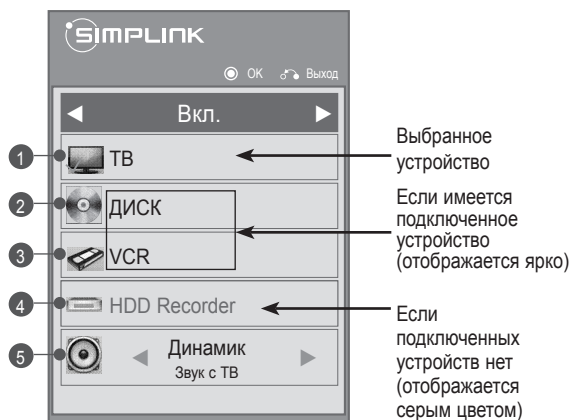 SIMPLINK
OK Выход
Вкл.
1 ТВ
2 ДИСК
3 VCR
4 HDD Recorder
5 Динамик
Звук с ТВ
Выбранное
устройство
Если имеется
подключенное
устройство
(отображается ярко)
Если
подключенных
устройств нет
(отображается
серым цветом)